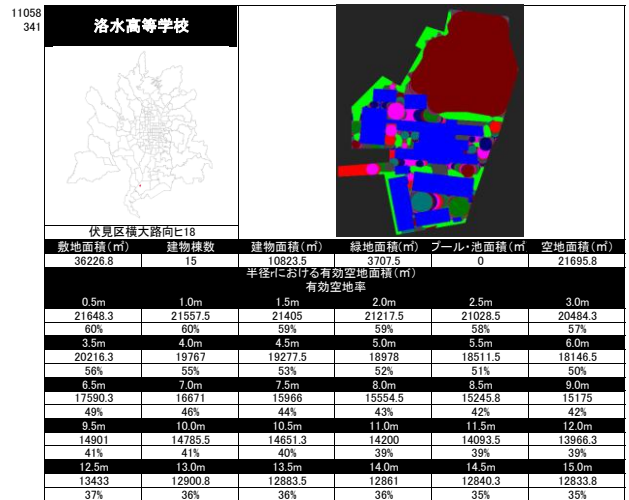 11058
341
洛水高等学校
伏見区横大路向ヒ18
敷地面積(㎡) 建物棟数 建物面積(㎡) 緑地面積(㎡) プール・池面積(㎡ 空地面積(㎡)
36226.8 15 10823.5 3707.5 0 21695.8
半径rにおける有効空地面積(㎡)
有効空地率
0.5m 1.0m 1.5m 2.0m 2.5m 3.0m
21648.3 21557.5 21405 21217.5 21028.5 20484.3
60% 60% 59% 59% 58% 57%
3.5m 4.0m 4.5m 5.0m 5.5m 6.0m
20216.3 19767 19277.5 18978 18511.5 18146.5
56% 55% 53% 52% 51% 50%
6.5m 7.0m 7.5m 8.0m 8.5m 9.0m
17590.3 16671 15966 15554.5 15245.8 15175
49% 46% 44% 43% 42% 42%
9.5m 10.0m 10.5m 11.0m 11.5m 12.0m
14901 14785.5 14651.3 14200 14093.5 13966.3
41% 41% 40% 39% 39% 39%
12.5m 13.0m 13.5m 14.0m 14.5m 15.0m
13433 12900.8 12883.5 12861 12840.3 12833.8
37% 36% 36% 36% 35% 35%